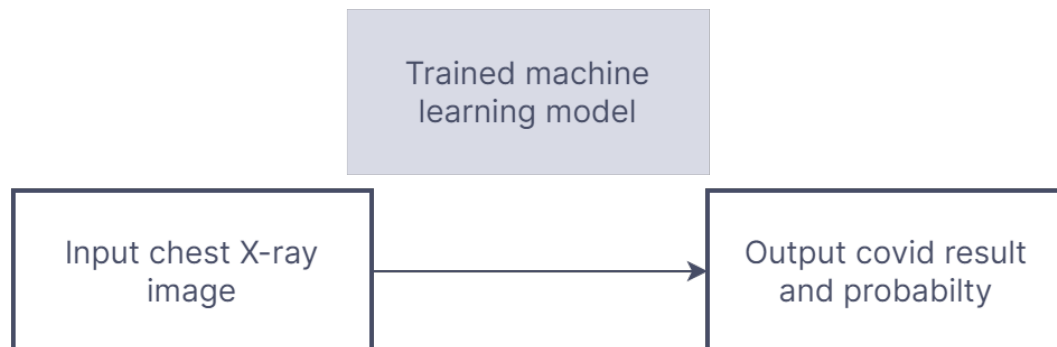 Trained machine
learning model
Input chest X-ray
image
Output covid result
and probabilty